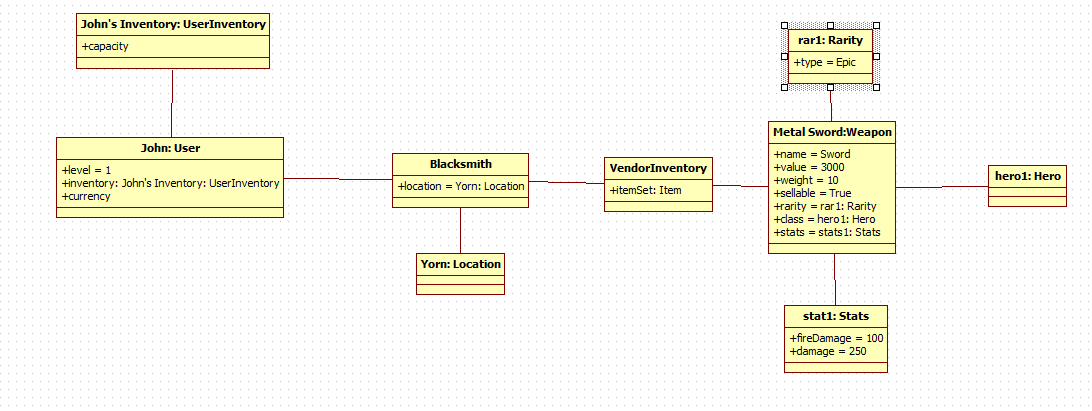 John's Inventory: UserInventory
+capacity
John: User
+level = 1
+inventory: John's Inventory: UserInventory
+currency
Blacksmith
+location = Yorn: Location
Yorn: Location
VendorInventory
+itemSet: Item
rar1: Rarity
+type = Epic
Metal Sword:Weapon
+name = Sword
+value = 3000
+weight = 10
+sellable = True
+rarity = rar1: Rarity
+class = hero1: Hero
+stats = stats1: Stats
hero1: Hero
stat1: Stats
+fireDamage = 100
+damage = 250